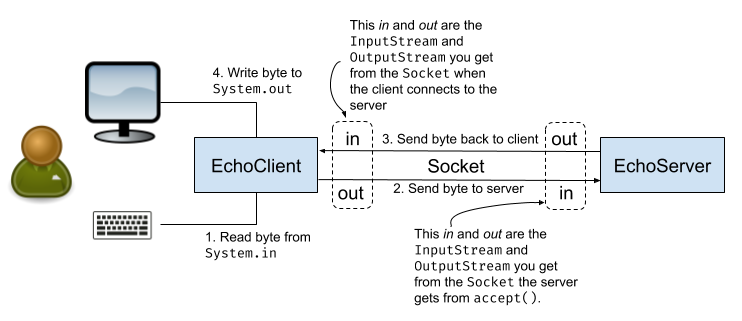 This in and out are the
InputStream and
OutputStream you get
from the Socket when
the client connects to the
server
4. Write byte to
System.out
in
3. Send byte back to client
out
EchoClient
Socket
EchoServer
out
2. Send byte to server
in
1. Read byte from
System.in
This in and out are the
InputStream and
OutputStream you get
from the Socket the server
gets from accept().